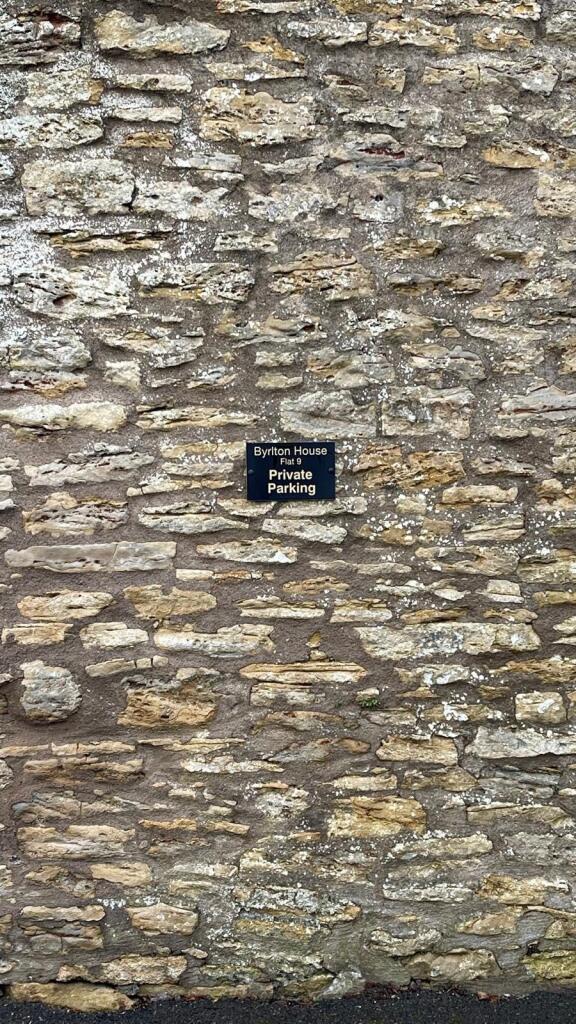 Byrlton House
Flat 9
Private
Parking